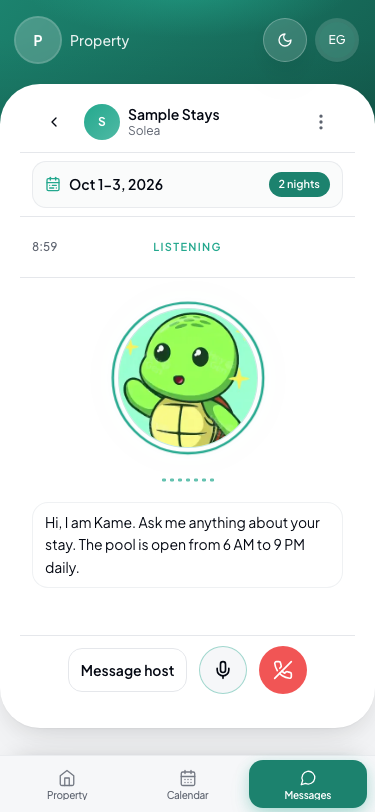 P Property EG
S Sample Stays
Solea
Oct 1–3, 2026 2 nights
8:59 LISTENING
Hi, I am Kame. Ask me anything about your
stay. The pool is open from 6 AM to 9 PM
daily.
Message host
Property Calendar Messages